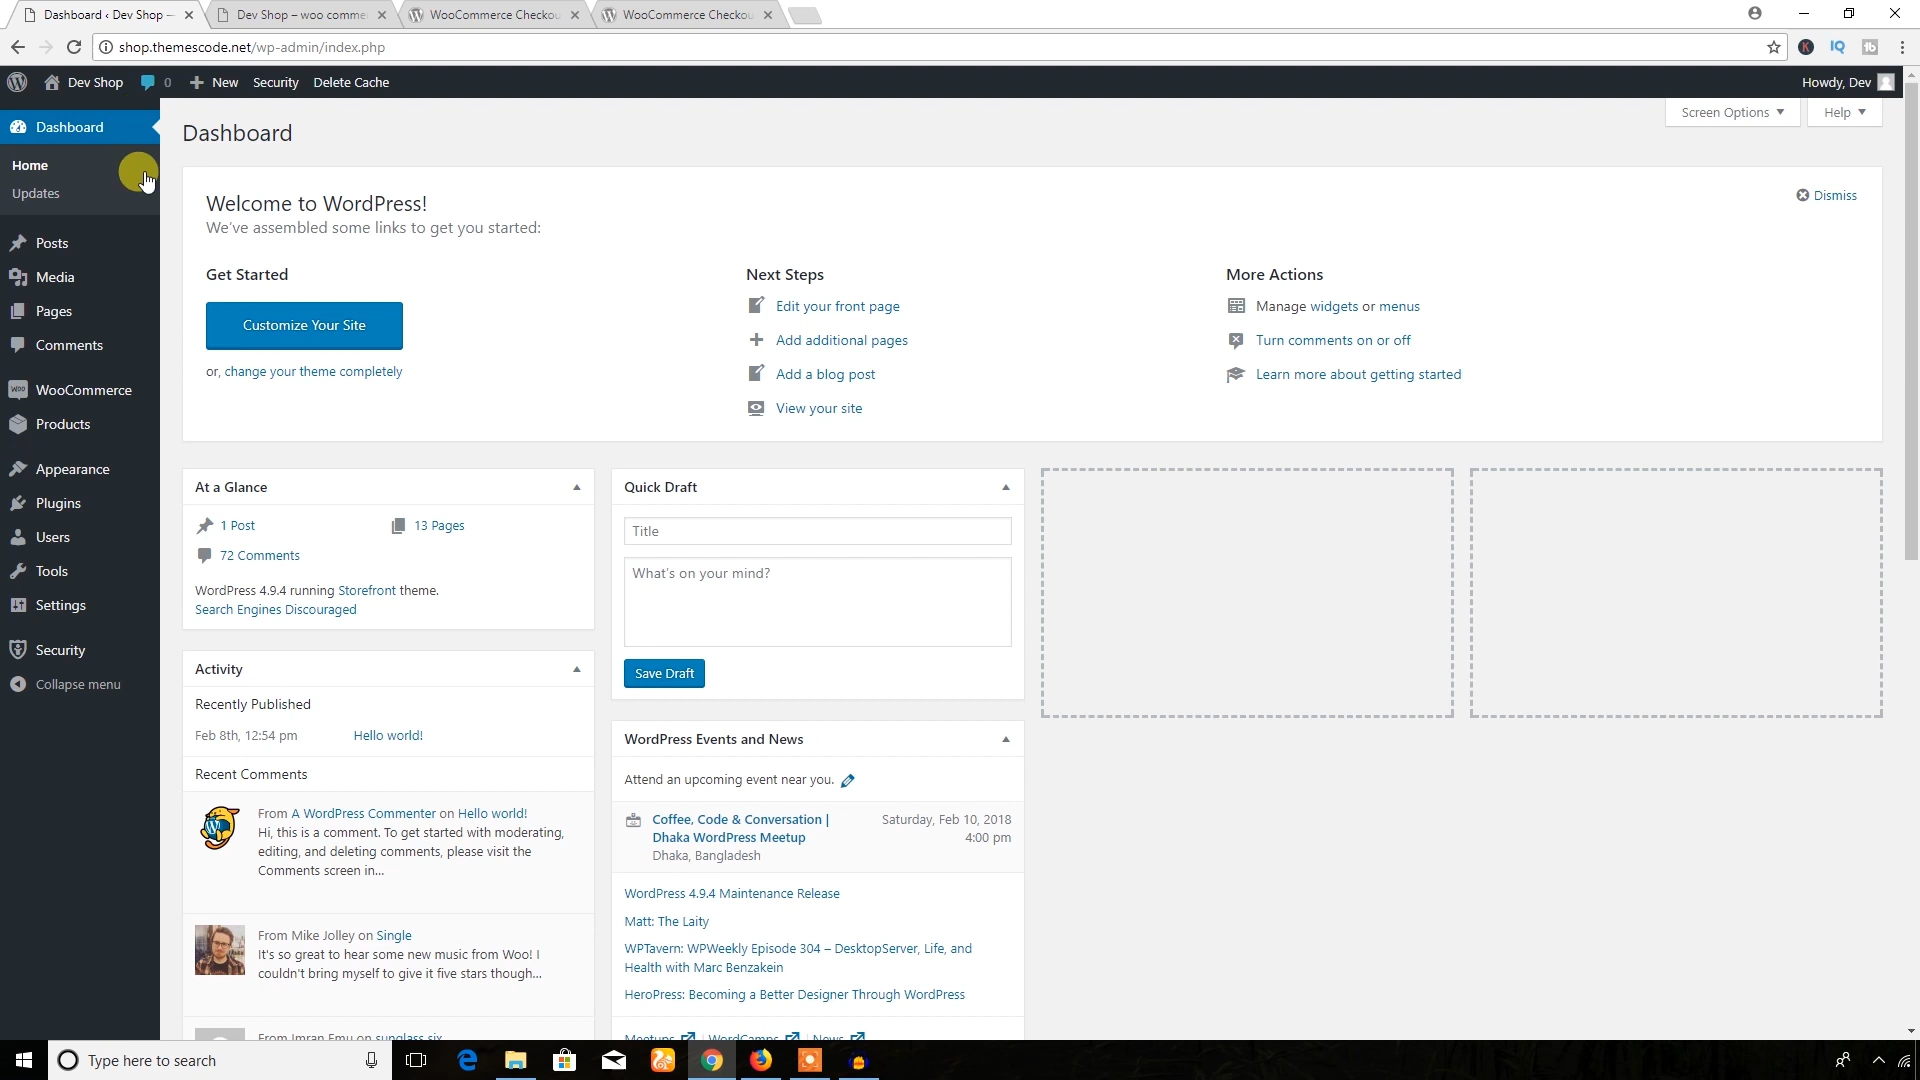 Dashboard ‹ Dev Shop —
Dev Shop – woo comme
WooCommerce Checkou
WooCommerce Checkou
shop.themescode.net/wp-admin/index.php
Dev Shop
0
New
Security
Delete Cache
Howdy, Dev
Dashboard
Home
Updates
Posts
Media
Pages
Comments
WooCommerce
Products
Appearance
Plugins
Users
Tools
Settings
Security
Collapse menu
Dashboard
Screen Options
Help
Welcome to WordPress!
We've assembled some links to get you started:
Dismiss
Get Started
Customize Your Site
or, change your theme completely
Next Steps
Edit your front page
Add additional pages
Add a blog post
View your site
More Actions
Manage widgets or menus
Turn comments on or off
Learn more about getting started
At a Glance
1 Post
13 Pages
72 Comments
WordPress 4.9.4 running Storefront theme.
Search Engines Discouraged
Activity
Recently Published
Feb 8th, 12:54 pm
Hello world!
Recent Comments
From A WordPress Commenter on Hello world!
Hi, this is a comment. To get started with moderating,
editing, and deleting comments, please visit the
Comments screen in...
From Mike Jolley on Single
It's so great to hear some new music from Woo! I
couldn't bring myself to give it five stars though...
From Imran Emu on sunglass six
Quick Draft
Title
What's on your mind?
Save Draft
WordPress Events and News
Attend an upcoming event near you.
Coffee, Code & Conversation |
Dhaka WordPress Meetup
Dhaka, Bangladesh
Saturday, Feb 10, 2018
4:00 pm
WordPress 4.9.4 Maintenance Release
Matt: The Laity
WPTavern: WPWeekly Episode 304 – DesktopServer, Life, and
Health with Marc Benzakein
HeroPress: Becoming a Better Designer Through WordPress
Meetups | WordCamps | News
Type here to search